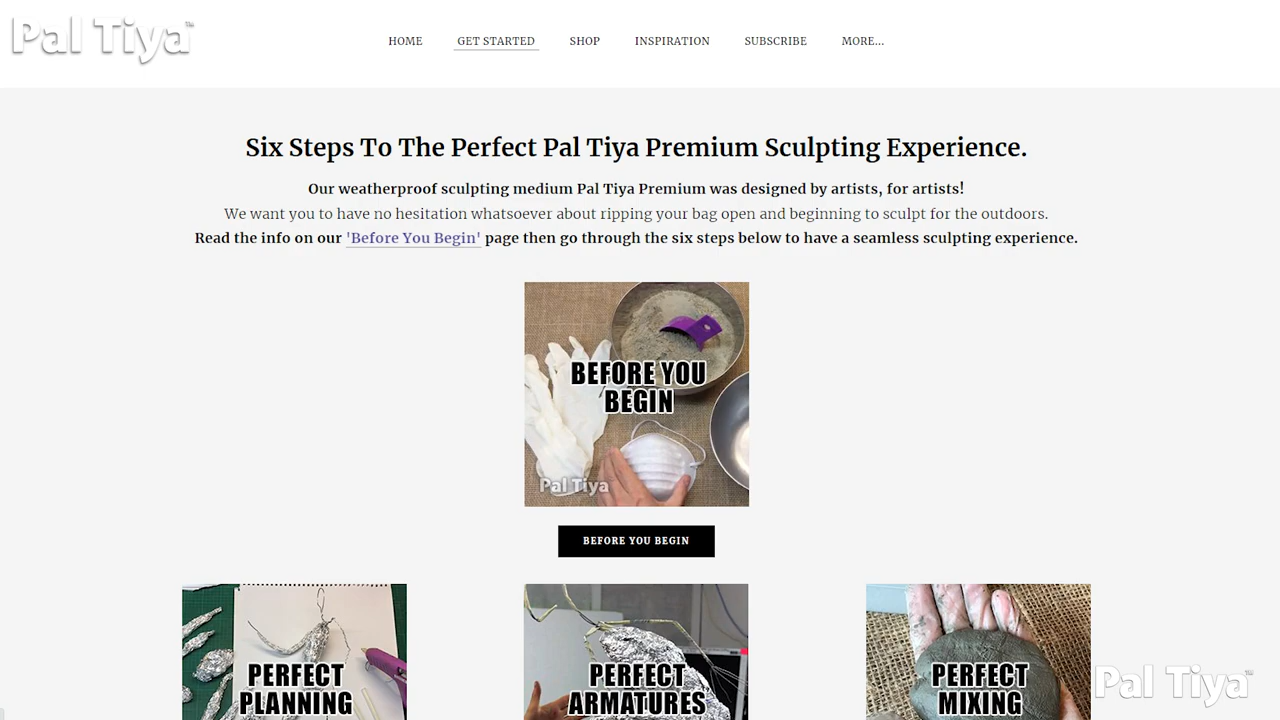 Pal Tiya™
HOME GET STARTED SHOP INSPIRATION SUBSCRIBE MORE...
Six Steps To The Perfect Pal Tiya Premium Sculpting Experience.
Our weatherproof sculpting medium Pal Tiya Premium was designed by artists, for artists!
We want you to have no hesitation whatsoever about ripping your bag open and beginning to sculpt for the outdoors.
Read the info on our 'Before You Begin' page then go through the six steps below to have a seamless sculpting experience.
BEFORE YOU
BEGIN
Pal Tiya
BEFORE YOU BEGIN
PERFECT
PLANNING
PERFECT
ARMATURES
PERFECT
MIXING
Pal Tiya™